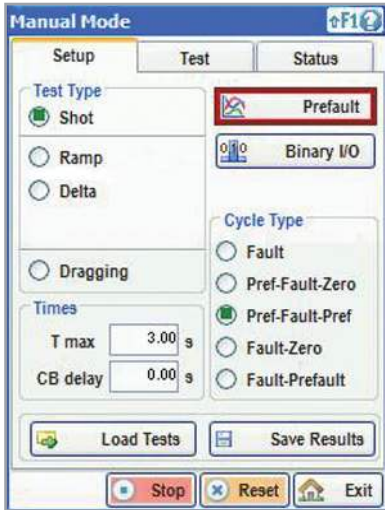 Manual Mode
F1
Setup
Test
Status
Test Type
Shot
Ramp
Delta
Dragging
Times
T max 3.00 s
CB delay 0.00 s
Prefault
Binary I/O
Cycle Type
Fault
Pref-Fault-Zero
Pref-Fault-Pref
Fault-Zero
Fault-Prefault
Load Tests
Save Results
Stop
Reset
Exit